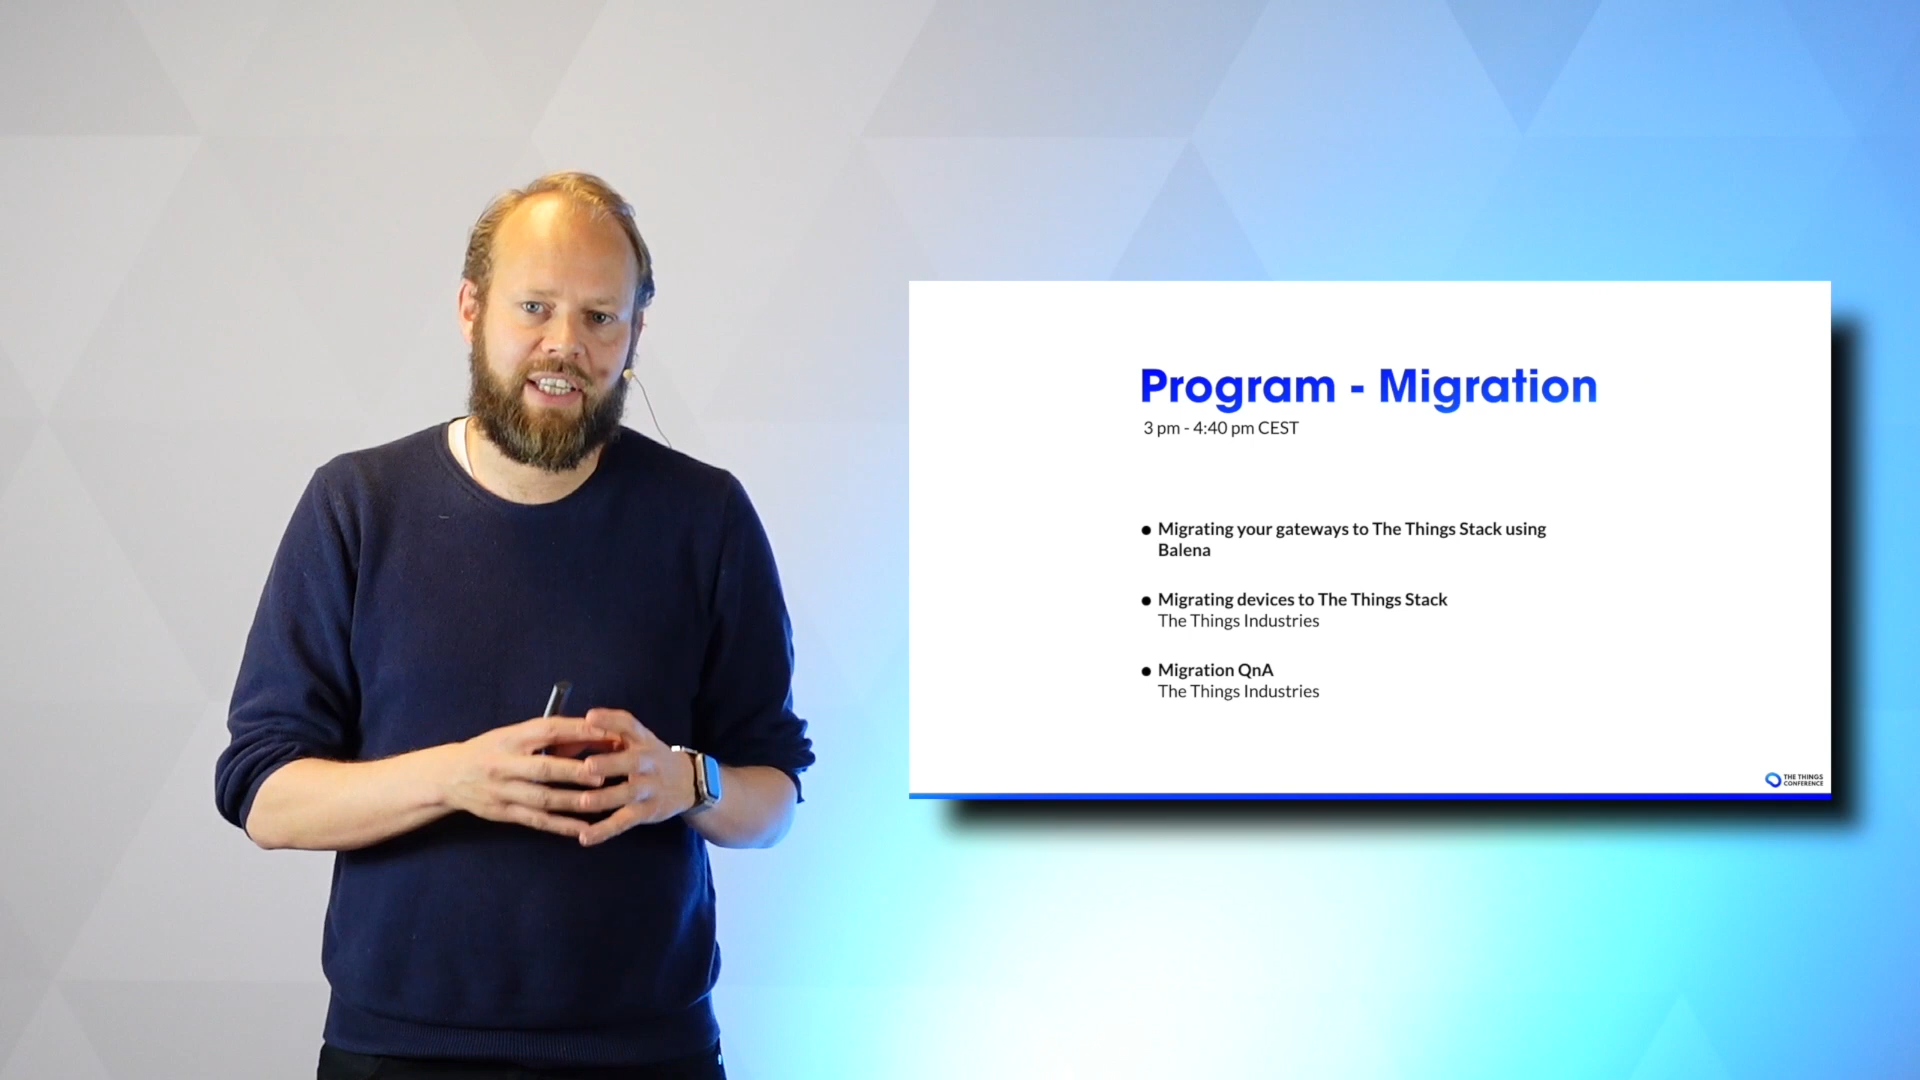 Program - Migration
3 pm - 4:40 pm CEST
● Migrating your gateways to The Things Stack using
Balena
● Migrating devices to The Things Stack
The Things Industries
● Migration QnA
The Things Industries
THE THINGS
CONFERENCE